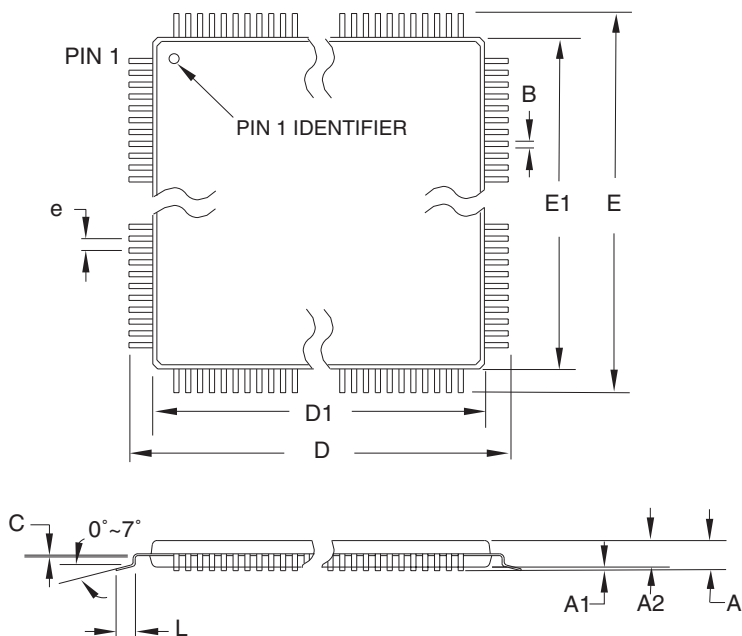 PIN 1
PIN 1 IDENTIFIER
B
e
E1
E
D1
D
C
0°~7°
L
A1
A2
A